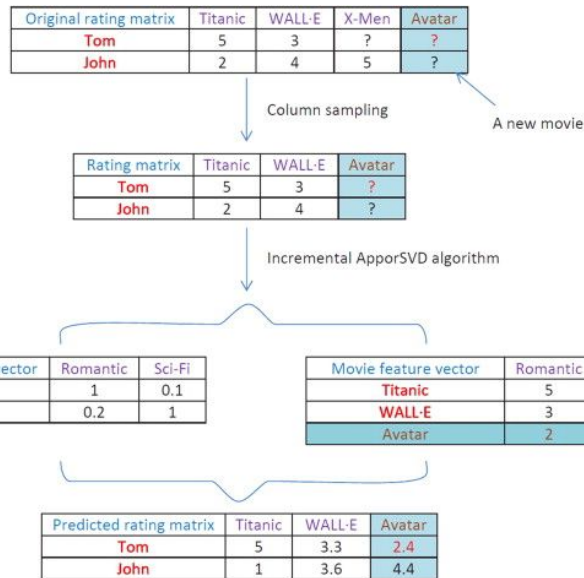 Original rating matrix Titanic WALL·E X-Men Avatar
Tom 5 3 ? ?
John 2 4 5 ?
Column sampling
A new movie
Rating matrix Titanic WALL·E Avatar
Tom 5 3 ?
John 2 4 ?
Incremental ApporSVD algorithm
Romantic Sci-Fi
1 0.1
0.2 1
Movie feature vector Romantic
Titanic 5
WALL·E 3
Avatar 2
Predicted rating matrix Titanic WALL·E Avatar
Tom 5 3.3 2.4
John 1 3.6 4.4